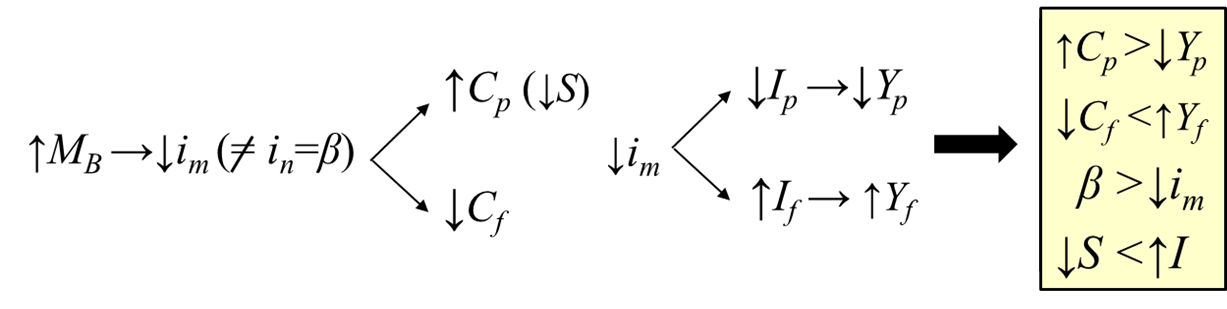 ↑M_B → ↓i_m (≠ i_n=β)
↑C_p (↓S)
↓C_f
↓i_m
↓I_p → ↓Y_p
↑I_f → ↑Y_f
↑C_p > ↓Y_p
↓C_f < ↑Y_f
β > ↓i_m
↓S < ↑I